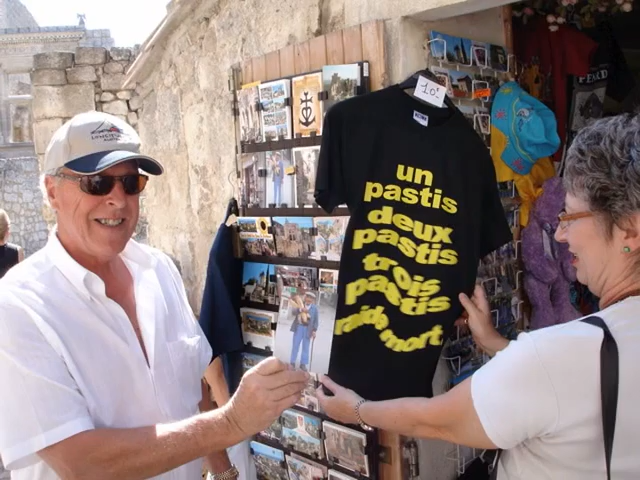 10€
un
pastis
deux
pastis
trois
pastis
raide mort